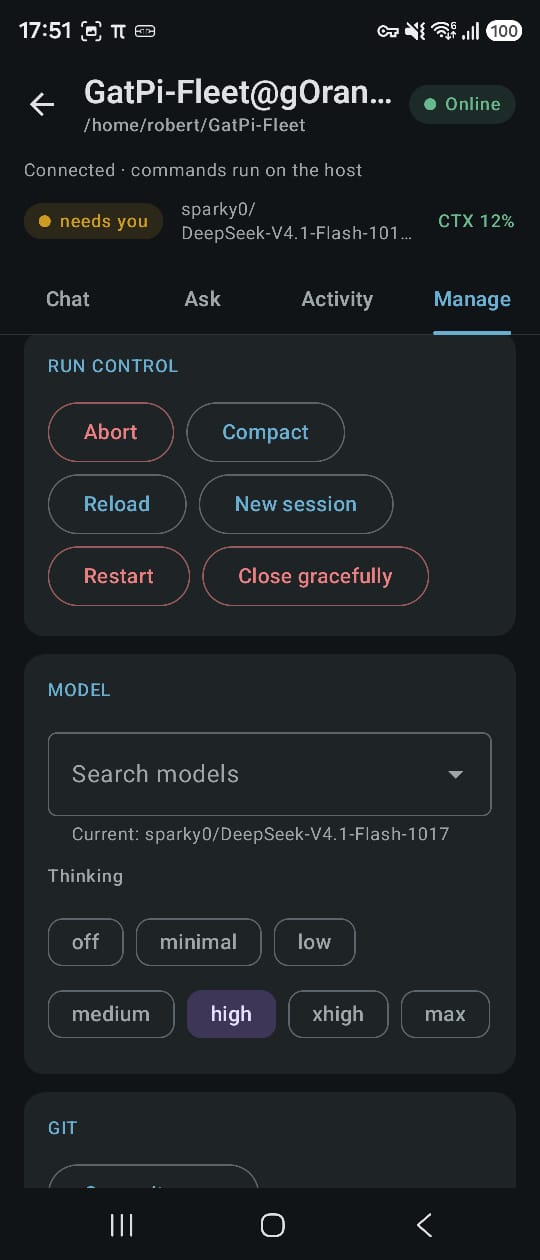 17:51 π 6 100
GatPi-Fleet@gOran...
/home/robert/GatPi-Fleet
Online
Connected · commands run on the host
needs you
sparky0/
DeepSeek-V4.1-Flash-101...
CTX 12%
Chat Ask Activity Manage
RUN CONTROL
Abort Compact
Reload New session
Restart Close gracefully
MODEL
Search models
Current: sparky0/DeepSeek-V4.1-Flash-1017
Thinking
off minimal low
medium high xhigh max
GIT